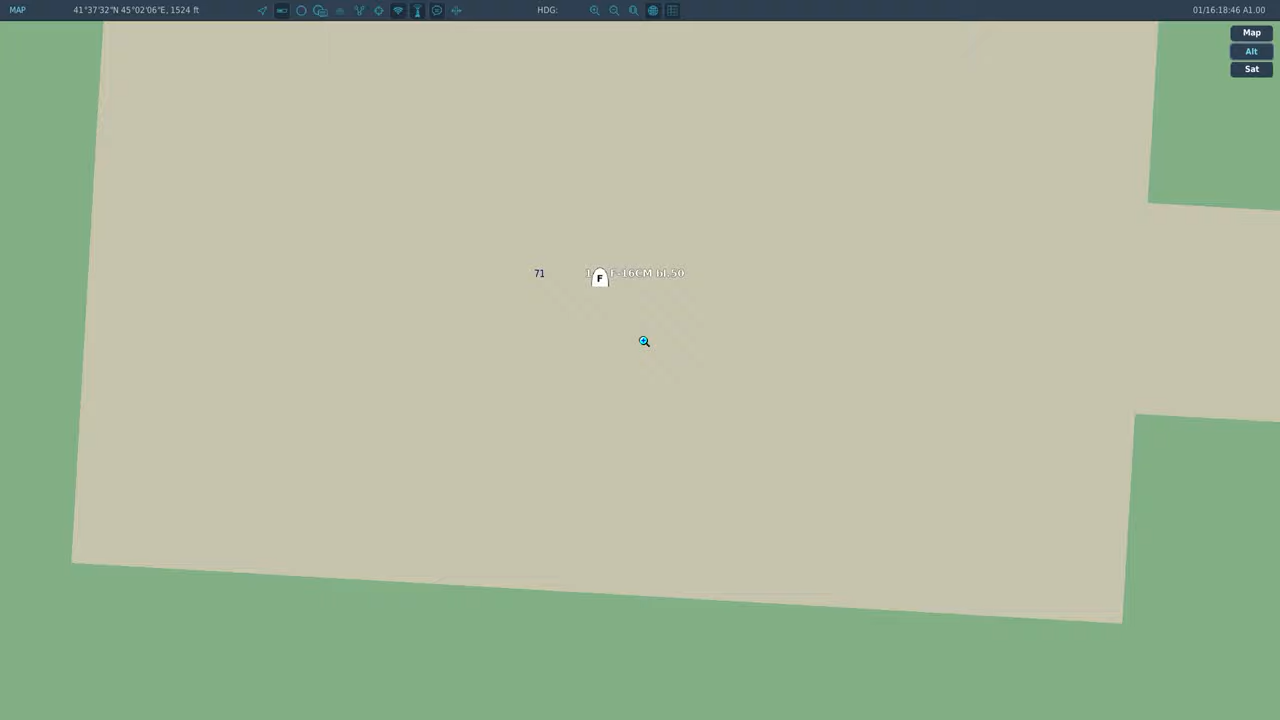 MAP
41°37'32"N 45°02'06"E, 1524 ft
HDG:
01/16:18:46 A1.00
Map
Alt
Sat
71
F-16CM bl.50
F